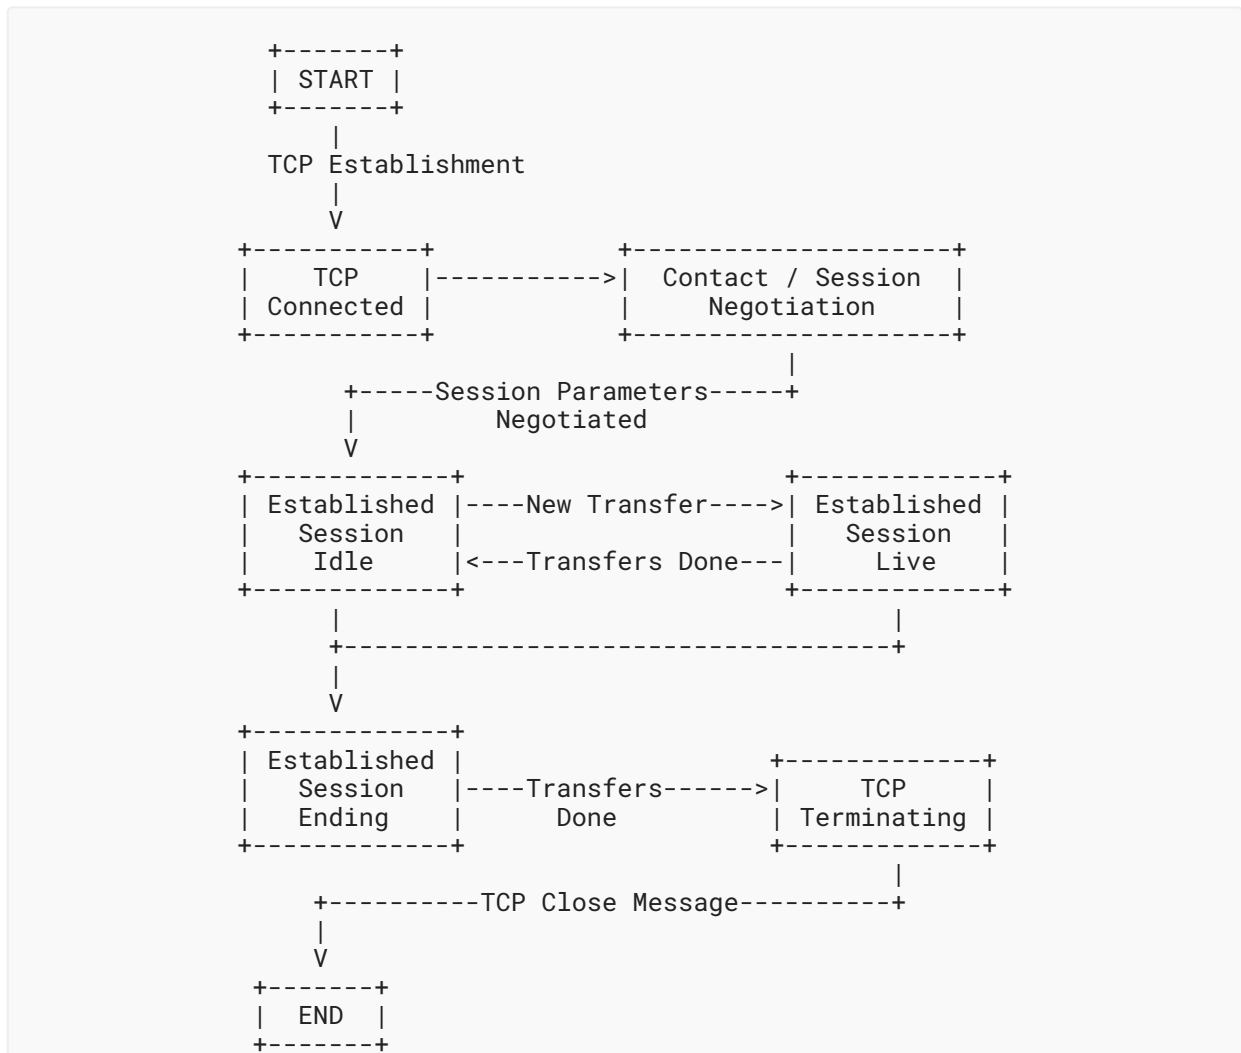 +-------+
| START |
+-------+
|
TCP Establishment
|
V
+-----------+            +---------------------+
|    TCP    |----------->|  Contact / Session  |
| Connected |            |     Negotiation     |
+-----------+            +---------------------+
|
+-----Session Parameters-----+
|         Negotiated
V
+-------------+                     +-------------+
| Established |----New Transfer---->| Established |
|   Session   |                     |   Session   |
|    Idle     |<---Transfers Done---|     Live    |
+-------------+                     +-------------+
|                                    |
+------------------------------------+
|
V
+-------------+
| Established |                    +-------------+
|   Session   |----Transfers------>|     TCP     |
|   Ending    |      Done          | Terminating |
+-------------+                    +-------------+
|
+----------TCP Close Message----------+
|
V
+-------+
|  END  |
+-------+